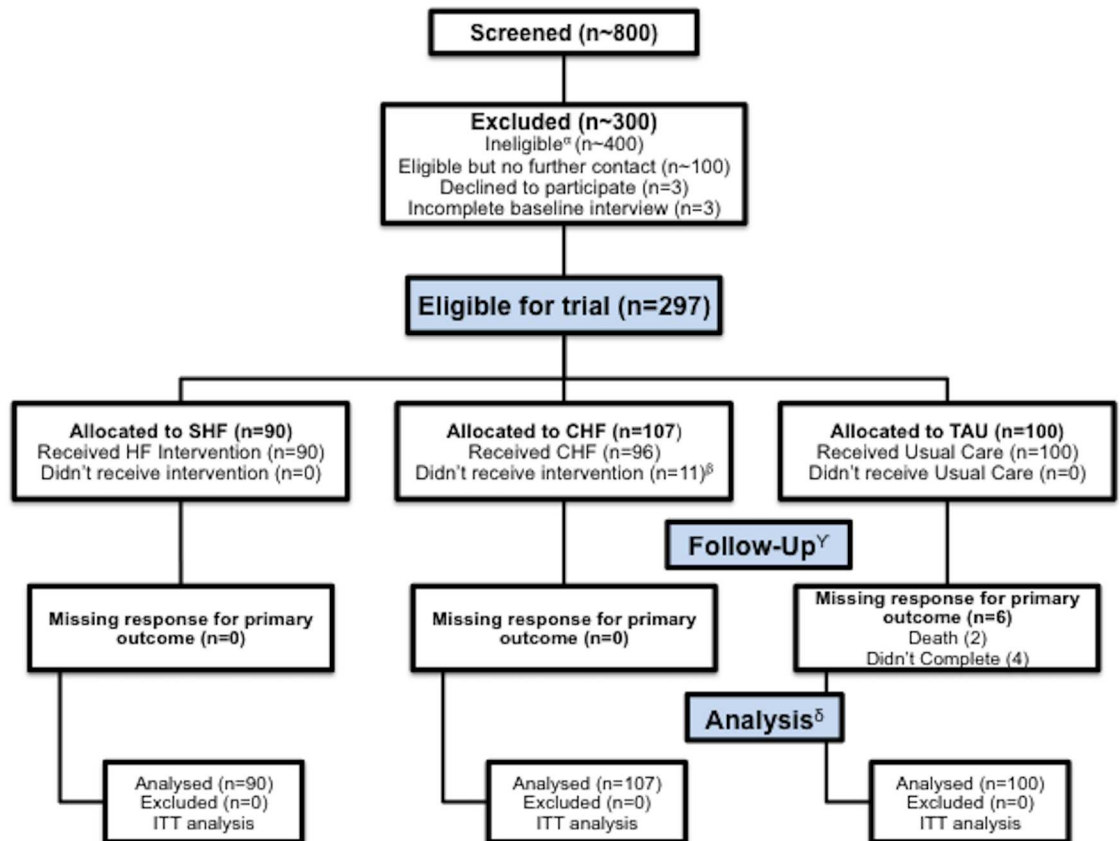 Screened (n~800)
Excluded (n~300)
Ineligibleᵅ (n~400)
Eligible but no further contact (n~100)
Declined to participate (n=3)
Incomplete baseline interview (n=3)
Eligible for trial (n=297)
Allocated to SHF (n=90)
Received HF Intervention (n=90)
Didn't receive intervention (n=0)
Allocated to CHF (n=107)
Received CHF (n=96)
Didn't receive intervention (n=11)ᵝ
Allocated to TAU (n=100)
Received Usual Care (n=100)
Didn't receive Usual Care (n=0)
Follow-Upᵞ
Missing response for primary
outcome (n=0)
Missing response for primary
outcome (n=0)
Missing response for primary
outcome (n=6)
Death (2)
Didn't Complete (4)
Analysisᵟ
Analysed (n=90)
Excluded (n=0)
ITT analysis
Analysed (n=107)
Excluded (n=0)
ITT analysis
Analysed (n=100)
Excluded (n=0)
ITT analysis